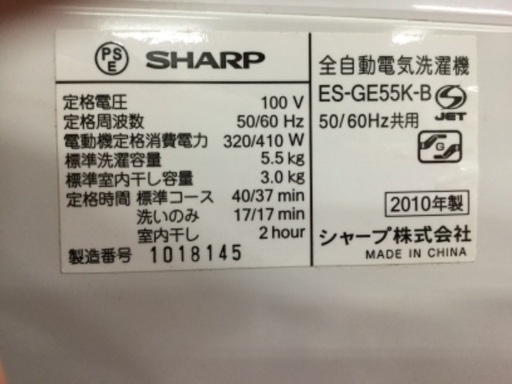 PS
E
SHARP
定格電圧 100 V
定格周波数 50/60 Hz
電動機定格消費電力 320/410 W
標準洗濯容量 5.5 kg
標準室内干し容量 3.0 kg
定格時間 標準コース 40/37 min
洗いのみ 17/17 min
室内干し 2 hour
製造番号 1018145
全自動電気洗濯機
ES-GE55K-B
S
JET
50/60Hz共用
G
2010年製
シャープ株式会社
MADE IN CHINA